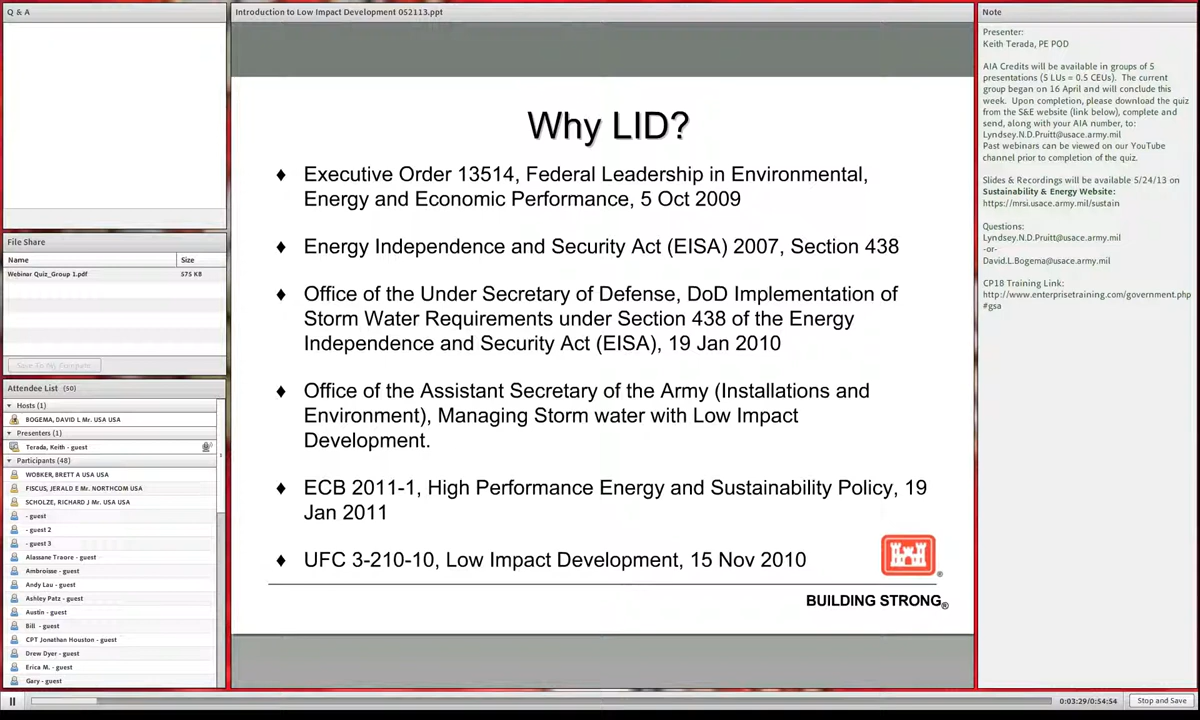 Q & A
File Share
Name Size
Webinar Quiz_Group 1.pdf 575 KB
Save To My Computer
Attendee List (50)
Hosts (1)
BOGEMA, DAVID L Mr. USA USA
Presenters (1)
Terada, Keith - guest
Participants (48)
WOBKER, BRETT A USA USA
FISCUS, JERALD E Mr. NORTHCOM USA
SCHOLZE, RICHARD J Mr. USA USA
- guest
- guest 2
- guest 3
Alassane Traore - guest
Ambroisse - guest
Andy Lau - guest
Ashley Patz - guest
Austin - guest
Bill - guest
CPT Jonathan Houston - guest
Drew Dyer - guest
Erica M. - guest
Gary - guest
Introduction to Low Impact Development 052113.ppt
Why LID?
♦ Executive Order 13514, Federal Leadership in Environmental,
Energy and Economic Performance, 5 Oct 2009
♦ Energy Independence and Security Act (EISA) 2007, Section 438
♦ Office of the Under Secretary of Defense, DoD Implementation of
Storm Water Requirements under Section 438 of the Energy
Independence and Security Act (EISA), 19 Jan 2010
♦ Office of the Assistant Secretary of the Army (Installations and
Environment), Managing Storm water with Low Impact
Development.
♦ ECB 2011-1, High Performance Energy and Sustainability Policy, 19
Jan 2011
♦ UFC 3-210-10, Low Impact Development, 15 Nov 2010
®
BUILDING STRONG®
Note
Presenter:
Keith Terada, PE POD
AIA Credits will be available in groups of 5
presentations (5 LUs = 0.5 CEUs). The current
group began on 16 April and will conclude this
week. Upon completion, please download the quiz
from the S&E website (link below), complete and
send, along with your AIA number, to:
Lyndsey.N.D.Pruitt@usace.army.mil
Past webinars can be viewed on our YouTube
channel prior to completion of the quiz.
Slides & Recordings will be available 5/24/13 on
Sustainability & Energy Website:
https://mrsi.usace.army.mil/sustain
Questions:
Lyndsey.N.D.Pruitt@usace.army.mil
-or-
David.L.Bogema@usace.army.mil
CP18 Training Link:
http://www.enterprisetraining.com/government.php
#gsa
0:03:29/0:54:54
Stop and Save